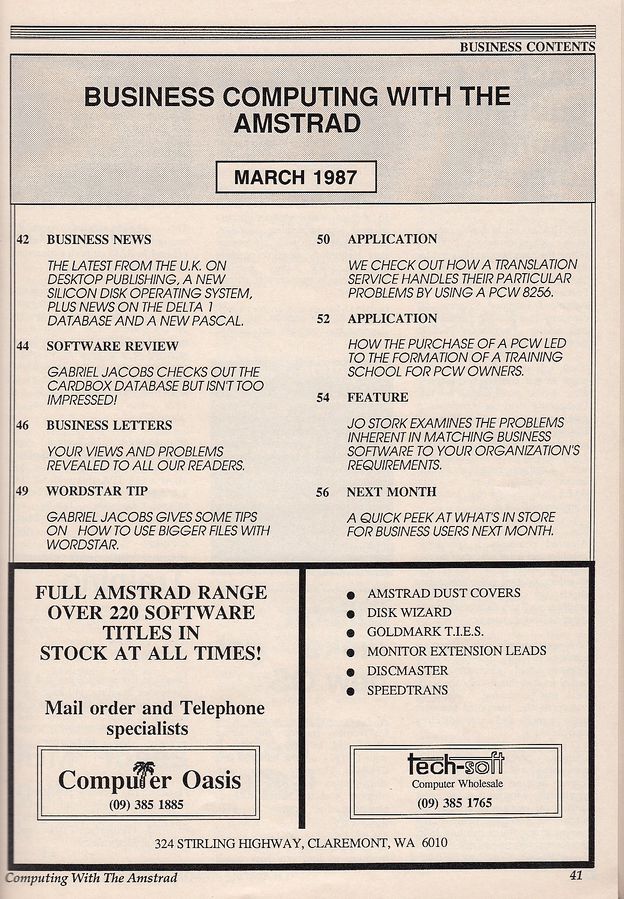 BUSINESS CONTENTS
BUSINESS COMPUTING WITH THE
AMSTRAD
MARCH 1987
42 BUSINESS NEWS
THE LATEST FROM THE U.K. ON
DESKTOP PUBLISHING, A NEW
SILICON DISK OPERATING SYSTEM,
PLUS NEWS ON THE DELTA 1
DATABASE AND A NEW PASCAL.
44 SOFTWARE REVIEW
GABRIEL JACOBS CHECKS OUT THE
CARDBOX DATABASE BUT ISN'T TOO
IMPRESSED!
46 BUSINESS LETTERS
YOUR VIEWS AND PROBLEMS
REVEALED TO ALL OUR READERS.
49 WORDSTAR TIP
GABRIEL JACOBS GIVES SOME TIPS
ON HOW TO USE BIGGER FILES WITH
WORDSTAR.
50 APPLICATION
WE CHECK OUT HOW A TRANSLATION
SERVICE HANDLES THEIR PARTICULAR
PROBLEMS BY USING A PCW 8256.
52 APPLICATION
HOW THE PURCHASE OF A PCW LED
TO THE FORMATION OF A TRAINING
SCHOOL FOR PCW OWNERS.
54 FEATURE
JO STORK EXAMINES THE PROBLEMS
INHERENT IN MATCHING BUSINESS
SOFTWARE TO YOUR ORGANIZATION'S
REQUIREMENTS.
56 NEXT MONTH
A QUICK PEEK AT WHAT'S IN STORE
FOR BUSINESS USERS NEXT MONTH.
FULL AMSTRAD RANGE
OVER 220 SOFTWARE
TITLES IN
STOCK AT ALL TIMES!
Mail order and Telephone
specialists
Computer Oasis
(09) 385 1885
● AMSTRAD DUST COVERS
● DISK WIZARD
● GOLDMARK T.I.E.S.
● MONITOR EXTENSION LEADS
● DISCMASTER
● SPEEDTRANS
tech-soft
Computer Wholesale
(09) 385 1765
324 STIRLING HIGHWAY, CLAREMONT, WA 6010
Computing With The Amstrad
41